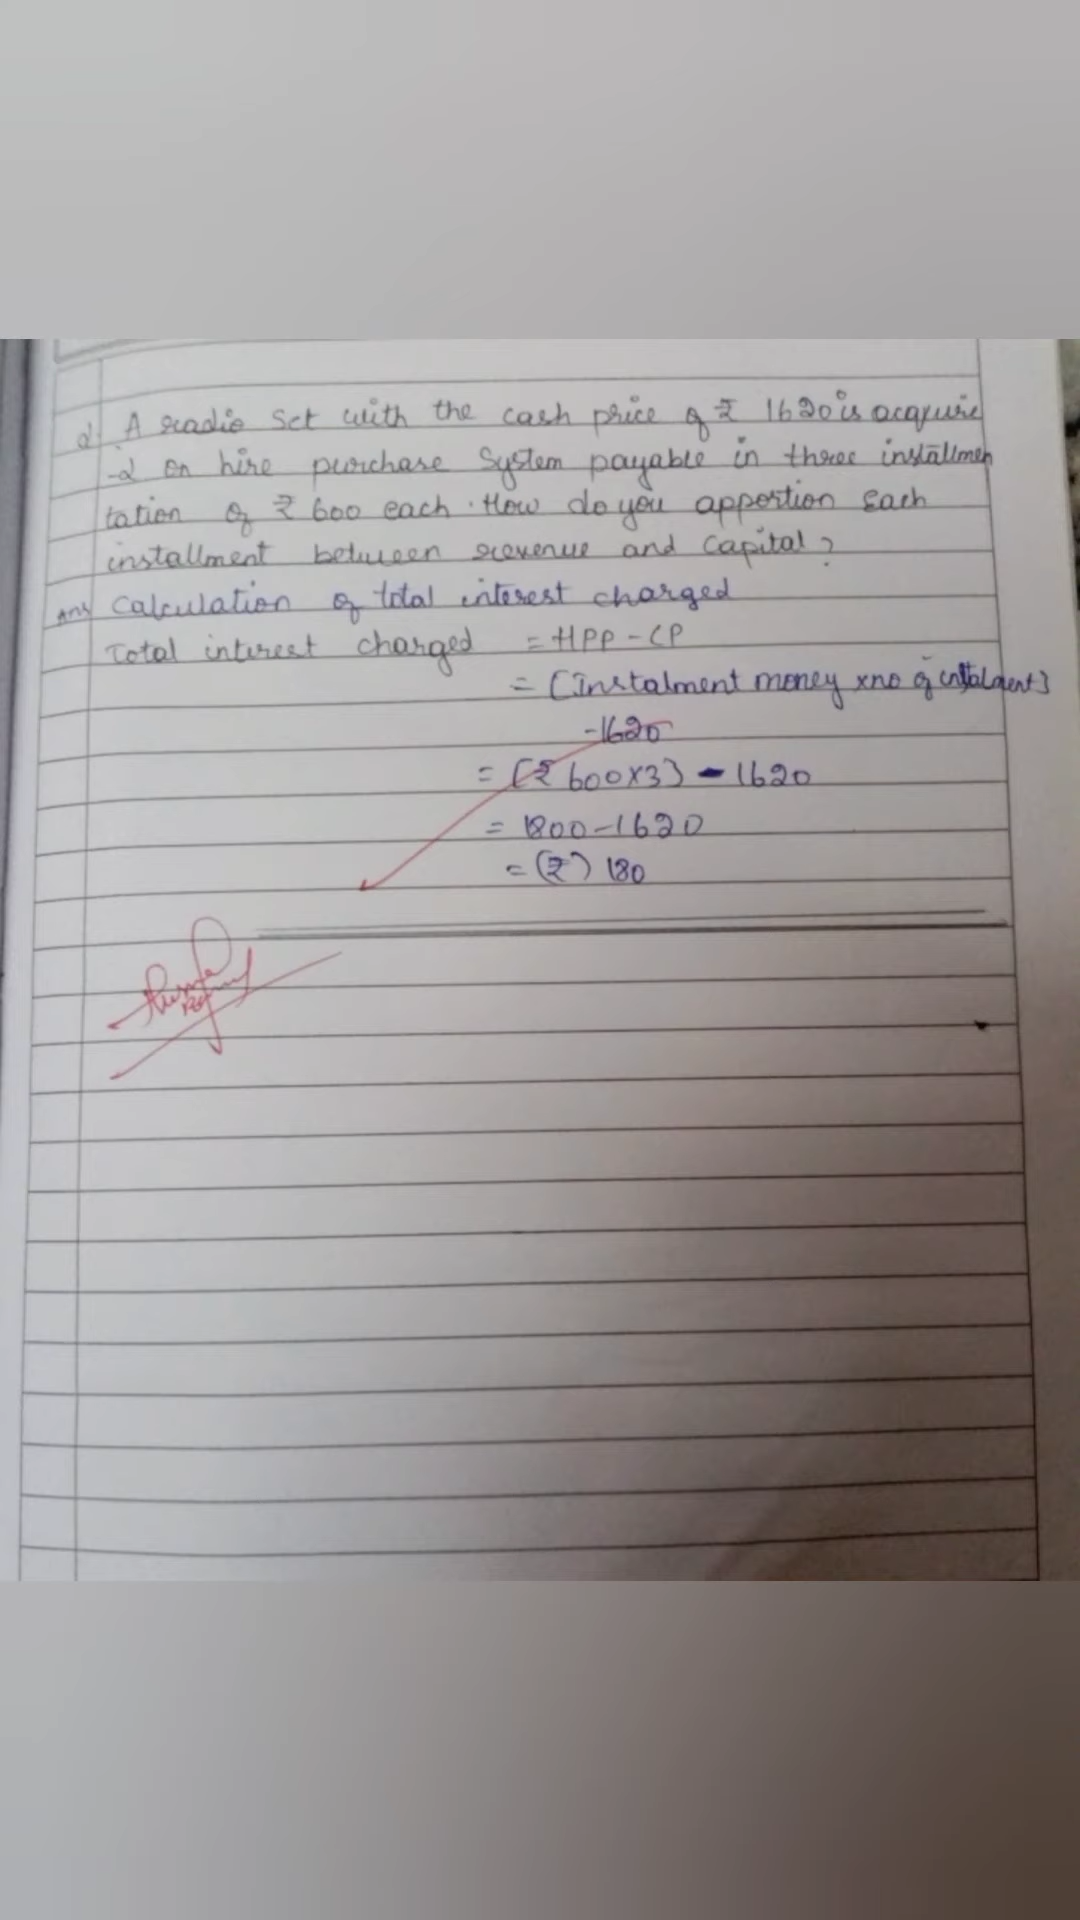 d A radio Set with the cash price of ₹ 1620 is acquire
-d on hire purchase System payable in three installmen
tation of ₹ 600 each. How do you apportion Each
installment between revenue and Capital?
Ans Calculation of total interest charged
Total interest charged = HPP - CP
= [Instalment money x no of instalment]
-1620
= [₹ 600x3] - 1620
= 1800 - 1620
= (₹) 180